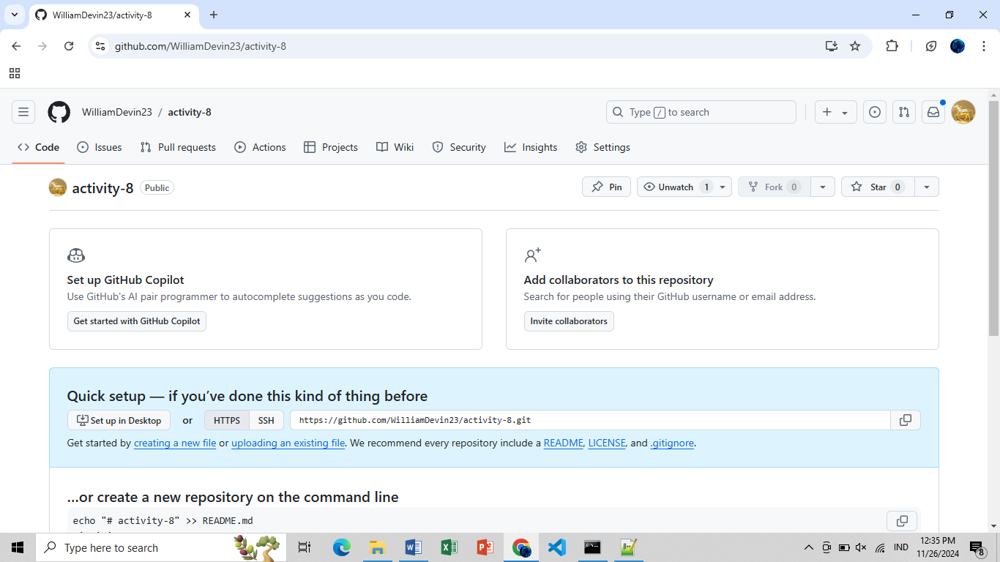 WilliamDevin23/activity-8
github.com/WilliamDevin23/activity-8
WilliamDevin23 / activity-8
Type / to search
Code Issues Pull requests Actions Projects Wiki Security Insights Settings
activity-8 Public
Pin Unwatch 1 Fork 0 Star 0
Set up GitHub Copilot
Use GitHub's AI pair programmer to autocomplete suggestions as you code.
Get started with GitHub Copilot
Add collaborators to this repository
Search for people using their GitHub username or email address.
Invite collaborators
Quick setup — if you’ve done this kind of thing before
Set up in Desktop or HTTPS SSH https://github.com/WilliamDevin23/activity-8.git
Get started by creating a new file or uploading an existing file. We recommend every repository include a README, LICENSE, and .gitignore.
…or create a new repository on the command line
echo "# activity-8" >> README.md
Type here to search
IND
12:35 PM
11/26/2024
8